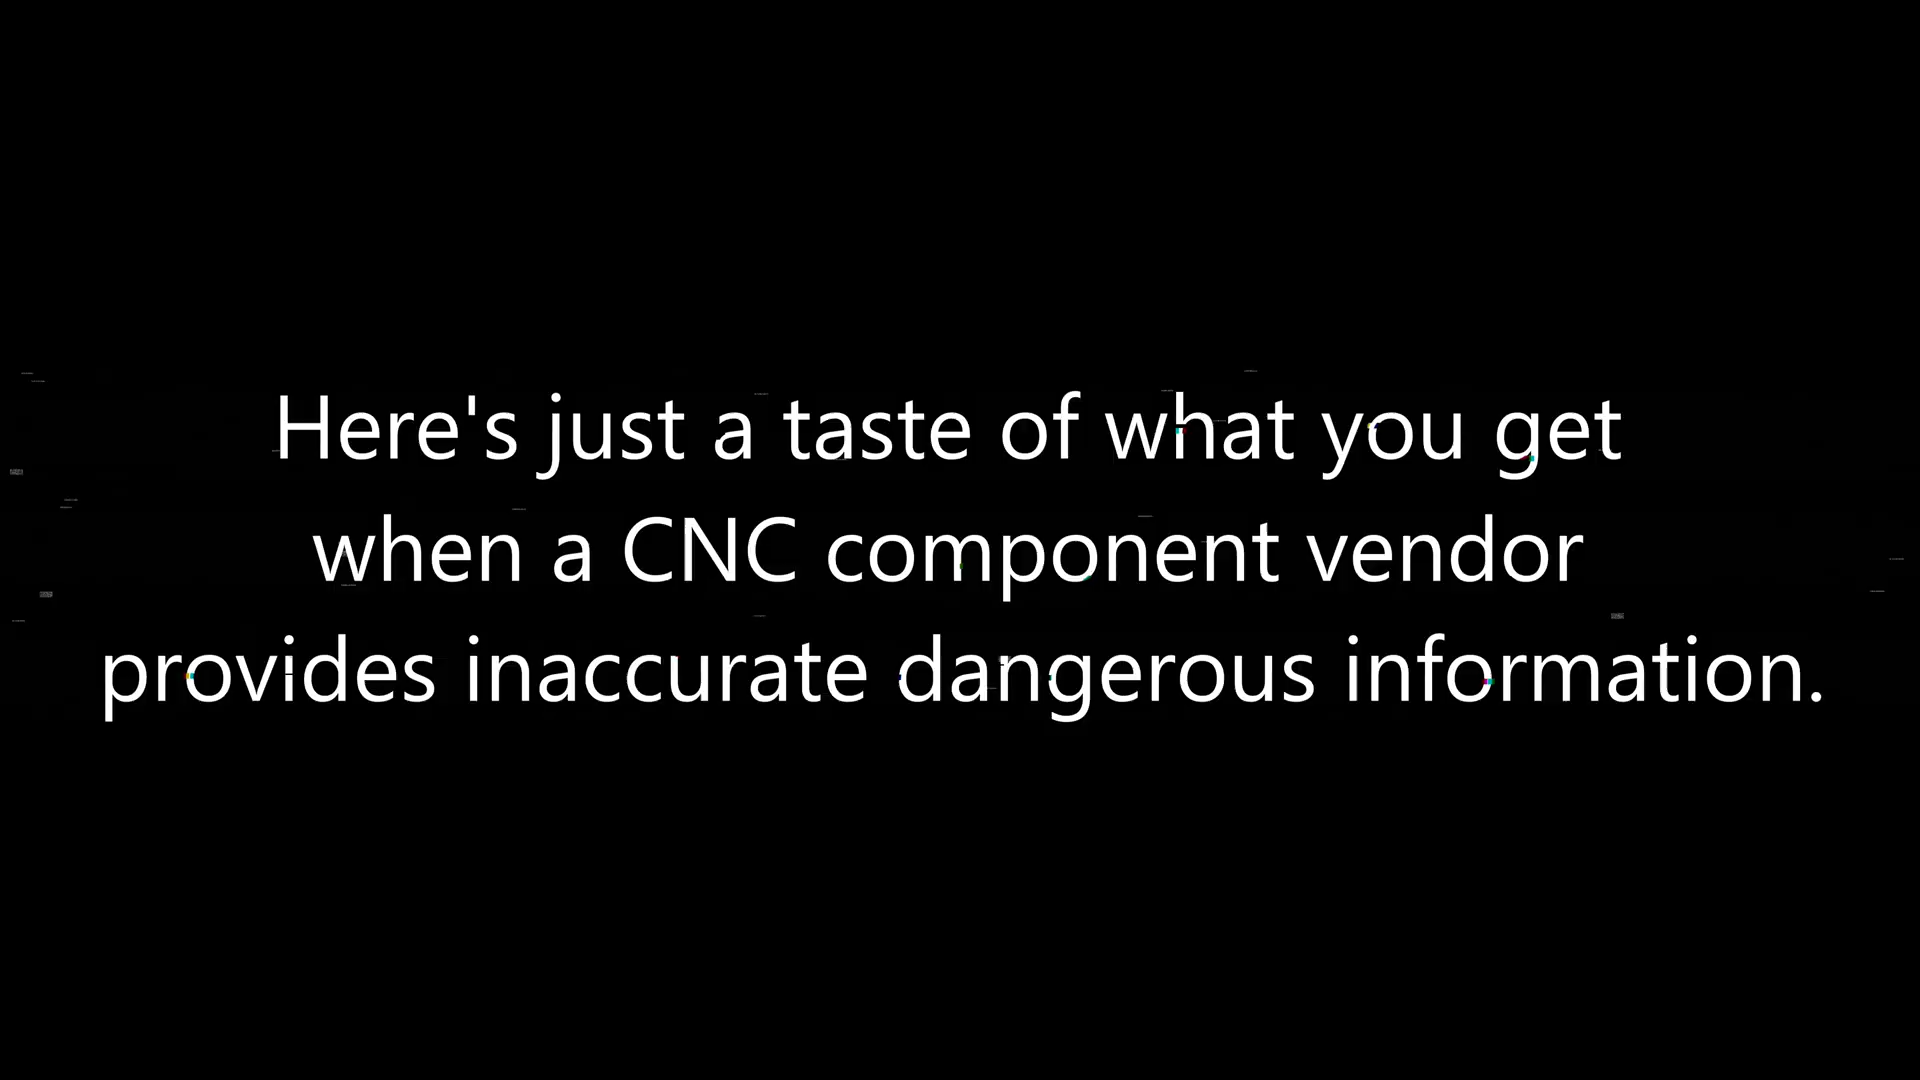 Here's just a taste of what you get
when a CNC component vendor
provides inaccurate dangerous information.